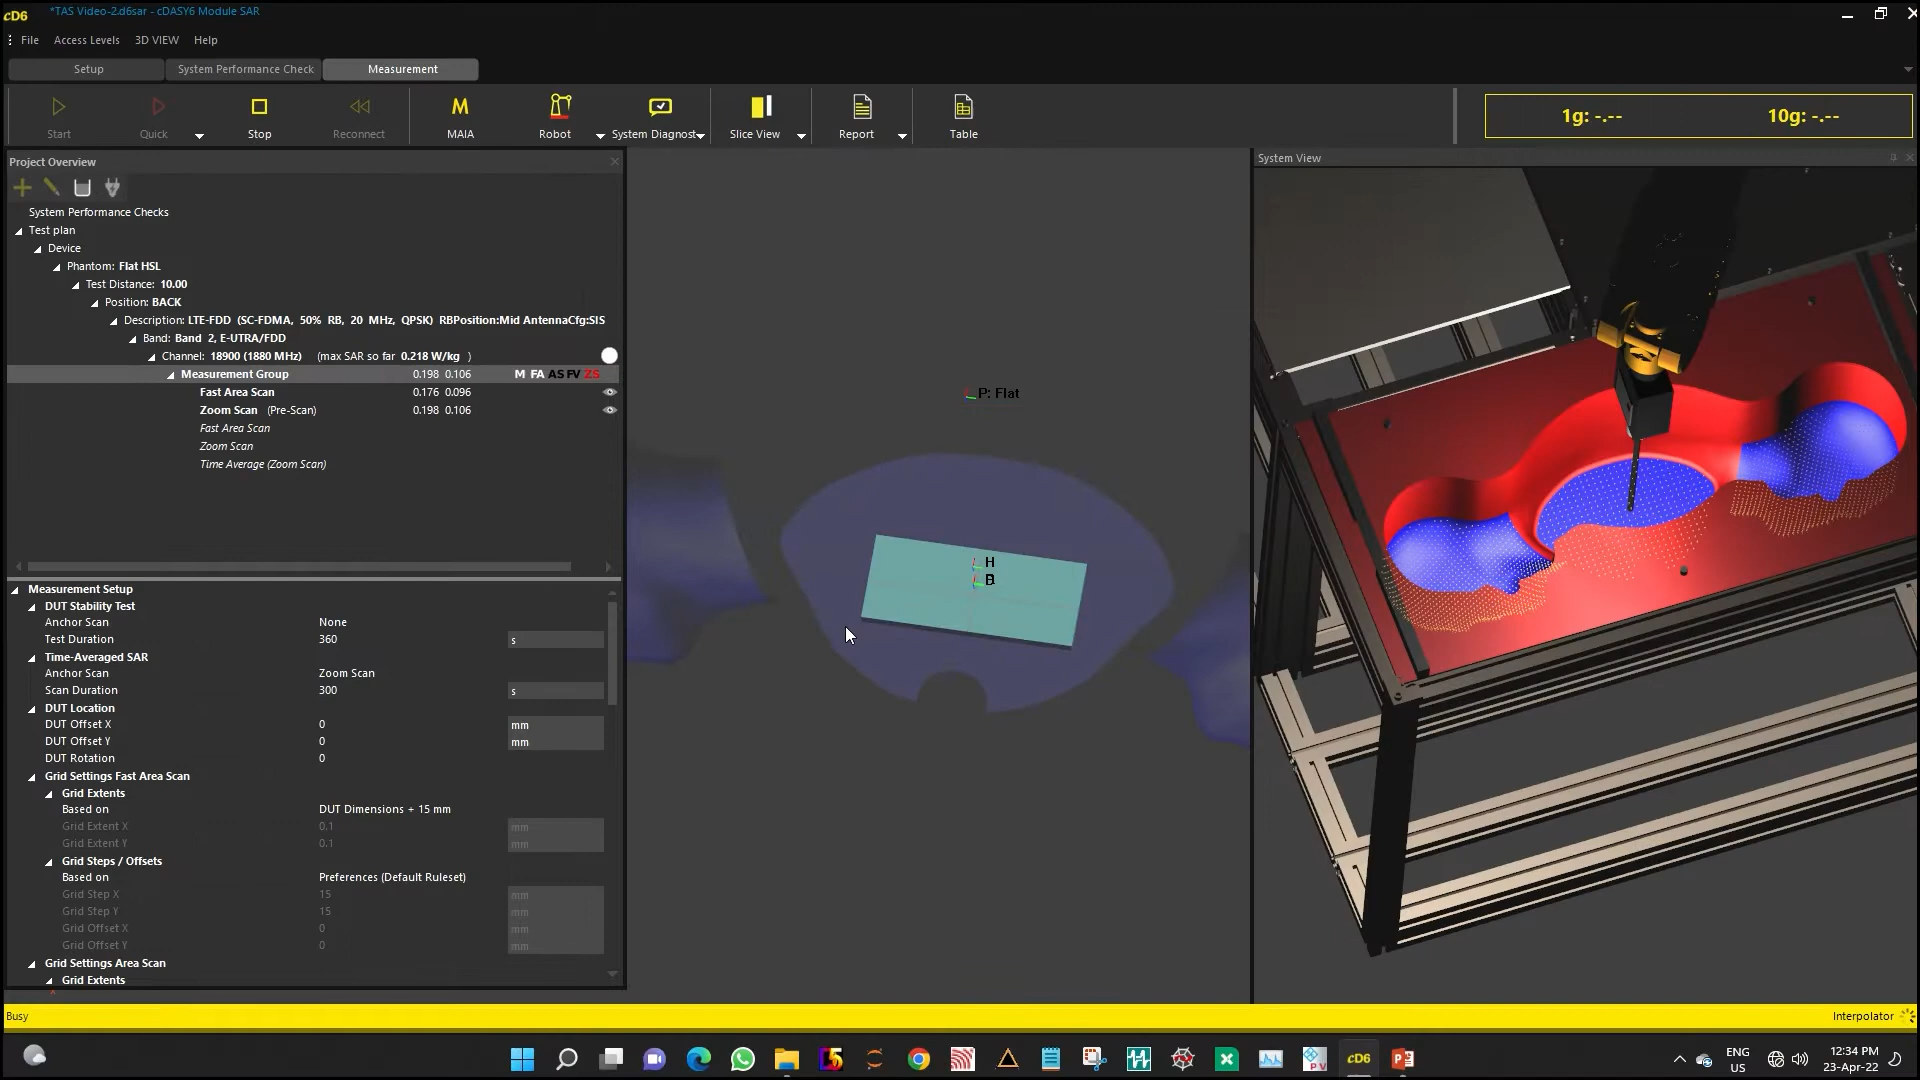 cD6
*TAS Video-2.d6sar - cDASY6 Module SAR
File Access Levels 3D VIEW Help
Setup System Performance Check Measurement
Start Quick Stop Reconnect MAIA Robot System Diagnost Slice View Report Table
1g: -.-- 10g: -.--
Project Overview
System View
System Performance Checks
Test plan
Device
Phantom: Flat HSL
Test Distance: 10.00
Position: BACK
Description: LTE-FDD (SC-FDMA, 50% RB, 20 MHz, QPSK) RBPosition:Mid AntennaCfg:SIS
Band: Band 2, E-UTRA/FDD
Channel: 18900 (1880 MHz) (max SAR so far 0.218 W/kg )
Measurement Group 0.198 0.106 M FA AS FV ZS
Fast Area Scan 0.176 0.096
Zoom Scan (Pre-Scan) 0.198 0.106
Fast Area Scan
Zoom Scan
Time Average (Zoom Scan)
P: Flat
H
Measurement Setup
DUT Stability Test
Anchor Scan None
Test Duration 360 s
Time-Averaged SAR
Anchor Scan Zoom Scan
Scan Duration 300 s
DUT Location
DUT Offset X 0 mm
DUT Offset Y 0 mm
DUT Rotation 0
Grid Settings Fast Area Scan
Grid Extents
Based on DUT Dimensions + 15 mm
Grid Extent X 0.1 mm
Grid Extent Y 0.1 mm
Grid Steps / Offsets
Based on Preferences (Default Ruleset)
Grid Step X 15 mm
Grid Step Y 15 mm
Grid Offset X 0 mm
Grid Offset Y 0 mm
Grid Settings Area Scan
Grid Extents
Busy Interpolator
cD6
ENG
US
12:34 PM
23-Apr-22